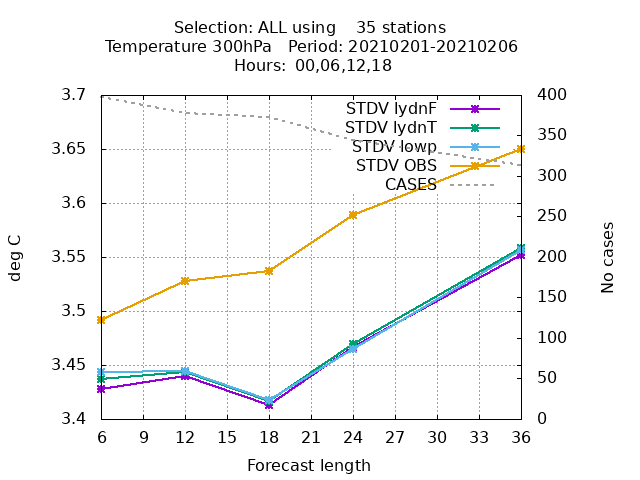 Selection: ALL using    35 stations
Temperature 300hPa   Period: 20210201-20210206
Hours: 00,06,12,18
3.7
3.65
3.6
3.55
3.5
3.45
3.4
deg C
STDV lydnF
STDV lydnT
STDV lowp
STDV OBS
CASES
400
350
300
250
200
150
100
50
0
No cases
6 9 12 15 18 21 24 27 30 33 36
Forecast length